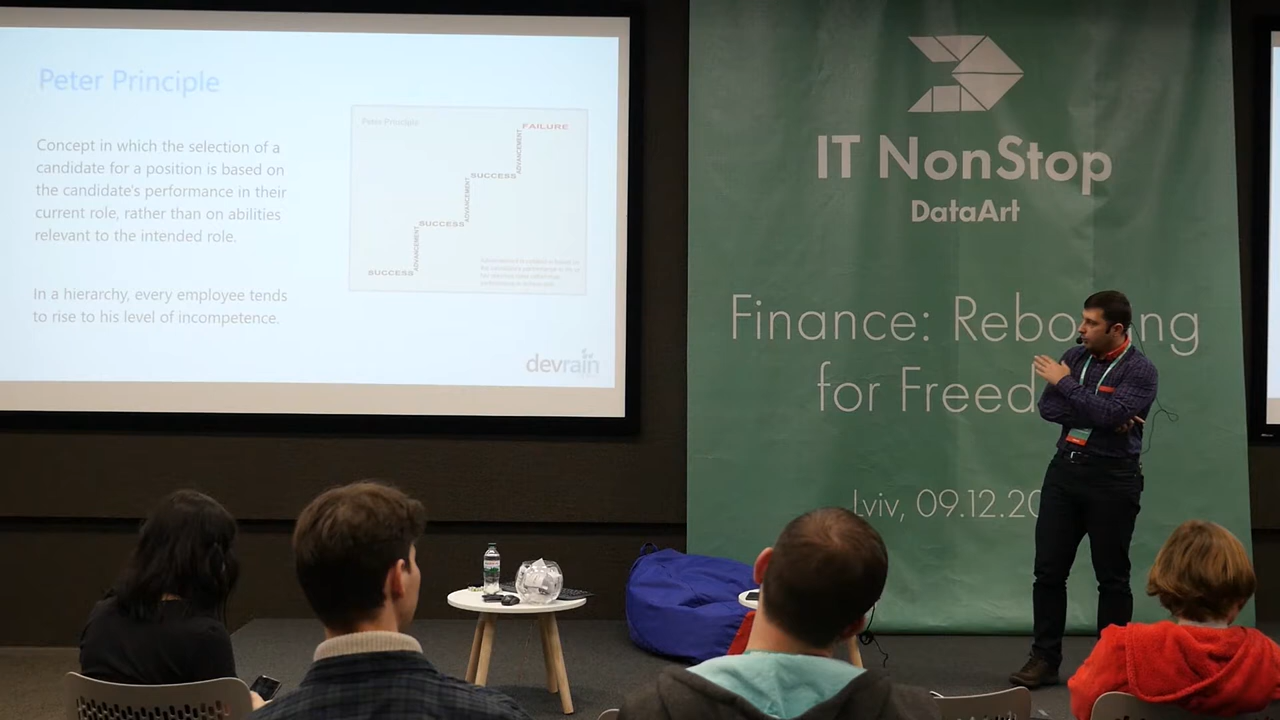 Peter Principle
Concept in which the selection of a
candidate for a position is based on
the candidate's performance in their
current role, rather than on abilities
relevant to the intended role.
In a hierarchy, every employee tends
to rise to his level of incompetence.
Peter Principle
FAILURE
ADVANCEMENT
SUCCESS
ADVANCEMENT
SUCCESS
ADVANCEMENT
SUCCESS
devrain
IT NonStop
DataArt
Finance: Rebo ng
for Freed
Lviv, 09.12.20